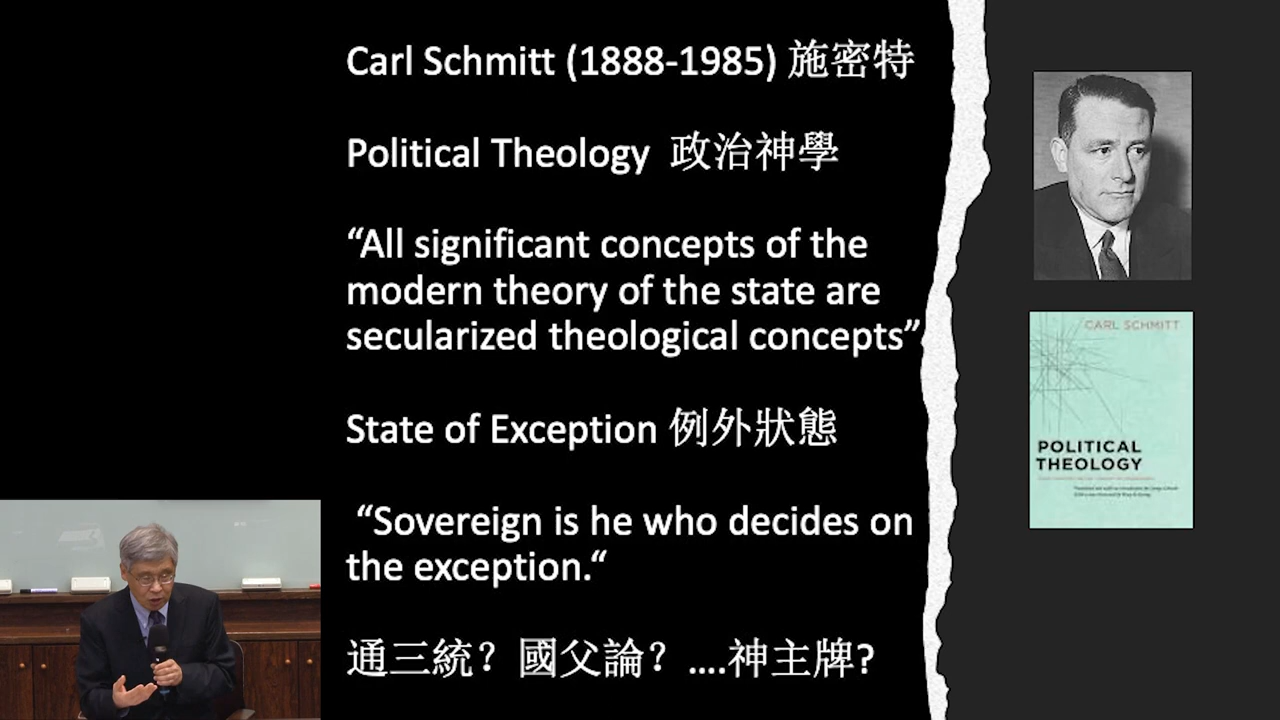 Carl Schmitt (1888-1985) 施密特
Political Theology 政治神學
“All significant concepts of the
modern theory of the state are
secularized theological concepts”
State of Exception 例外狀態
“Sovereign is he who decides on
the exception.“
通三統？國父論？….神主牌?
CARL SCHMITT
POLITICAL
THEOLOGY